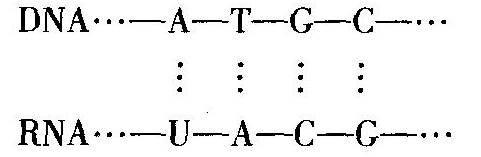 DNA···—A—T—G—C—···
⋮ ⋮ ⋮ ⋮
RNA···—U—A—C—G—···